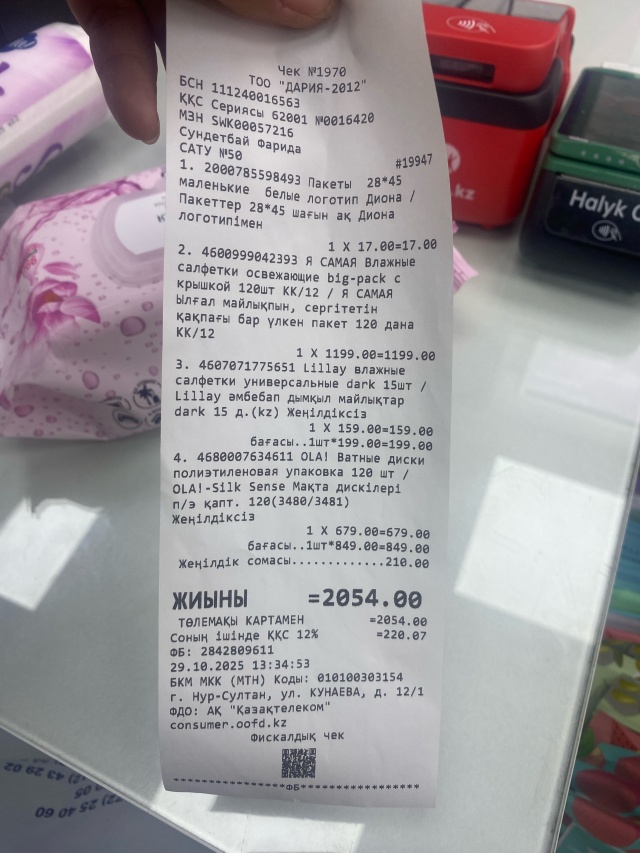 Чек №1970
ТОО "ДАРИЯ-2012"
БСН 111240016563
ҚҚС Сериясы 62001 №0016420
МЗН SWK00057216
Сундетбай Фарида
САТУ №50
#19947
1. 2000785598493 Пакеты 28*45
маленькие белые логотип Диона /
Пакеттер 28*45 шағын ақ Диона
логотипімен
1 X 17.00=17.00
2. 4600999042393 Я САМАЯ Влажные
салфетки освежающие big-pack с
крышкой 120шт КК/12 / Я САМАЯ
Ылғал майлықпын, сергітетін
қақпағы бар үлкен пакет 120 дана
КК/12
1 X 1199.00=1199.00
3. 4607071775651 Lillay влажные
салфетки универсальные dark 15шт /
Lillay әмбебап дымқыл майлықтар
dark 15 д.(kz) Жеңілдіксіз
1 X 159.00=159.00
бағасы..1шт*199.00=199.00
4. 4680007634611 OLA! Ватные диски
полиэтиленовая упаковка 120 шт /
OLA!-Silk Sense Мақта дискілері
п/э қапт. 120(3480/3481)
Жеңілдіксіз
1 X 679.00=679.00
бағасы..1шт*849.00=849.00
Жеңілдік сомасы.............210.00
ЖИЫНЫ =2054.00
ТӨЛЕМАҚЫ КАРТАМЕН =2054.00
Соның ішінде ҚҚС 12% =220.07
ФБ: 2842809611
29.10.2025 13:34:53
БКМ МКК (МТН) Коды: 010100303154
г. Нур-Султан, ул. КУНАЕВА, д. 12/1
ФДО: АҚ "Қазақтелеком"
consumer.oofd.kz
Фискалдық чек
ФБ
.kz
Halyk